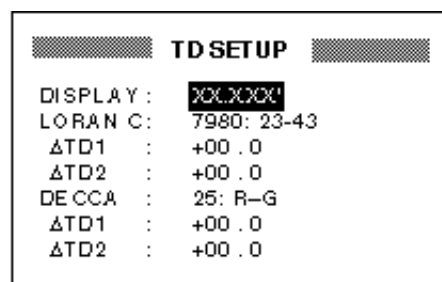 TD SETUP
DISPLAY: XX.XXXX'
LORAN C: 7980: 23-43
ΔTD1 : +00.0
ΔTD2 : +00.0
DECCA : 25: R–G
ΔTD1 : +00.0
ΔTD2 : +00.0